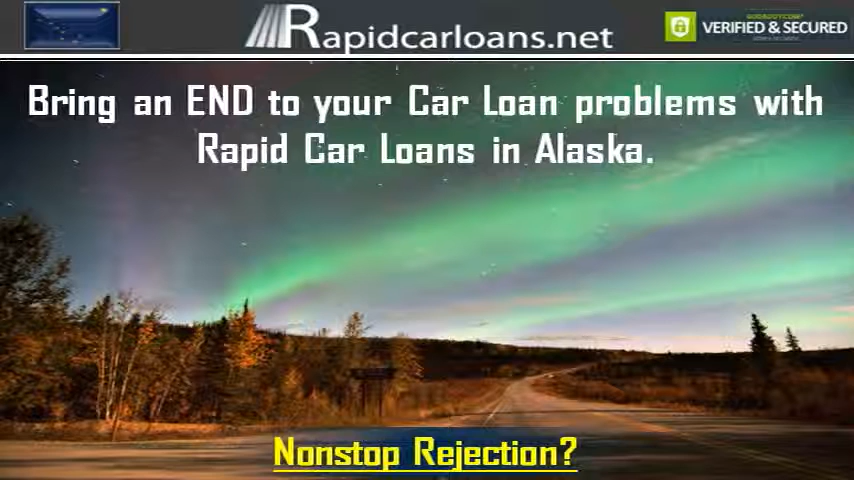 Rapidcarloans.net
VERIFIED & SECURED
Bring an END to your Car Loan problems with
Rapid Car Loans in Alaska.
Nonstop Rejection?